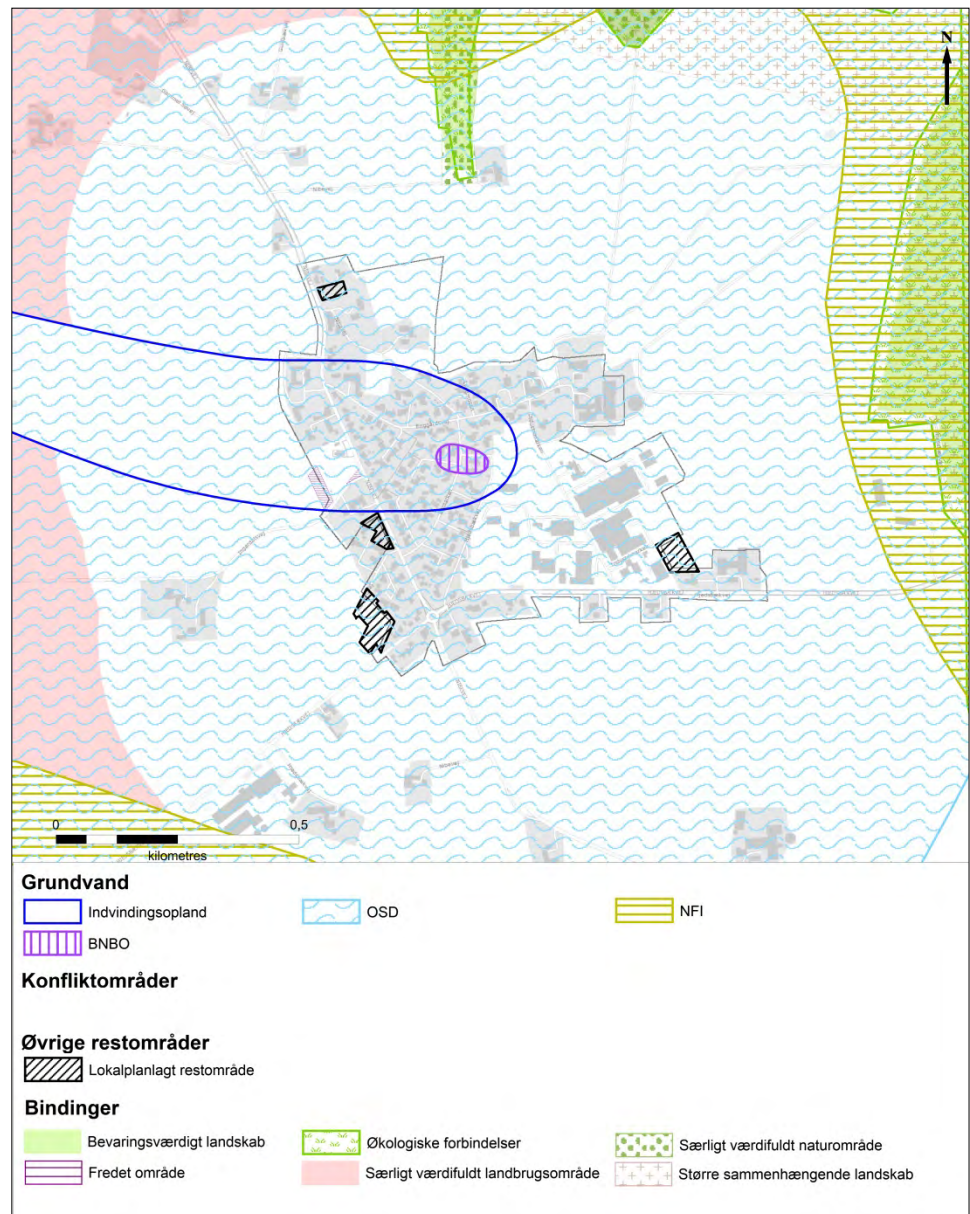 N
0
0,5
kilometres
Grundvand
Indvindingsopland
OSD
NFI
BNBO
Konfliktområder
Øvrige restområder
Lokalplanlagt restområde
Bindinger
Bevaringsværdigt landskab
Økologiske forbindelser
Særligt værdifuldt naturområde
Fredet område
Særligt værdifuldt landbrugsområde
Større sammenhængende landskab